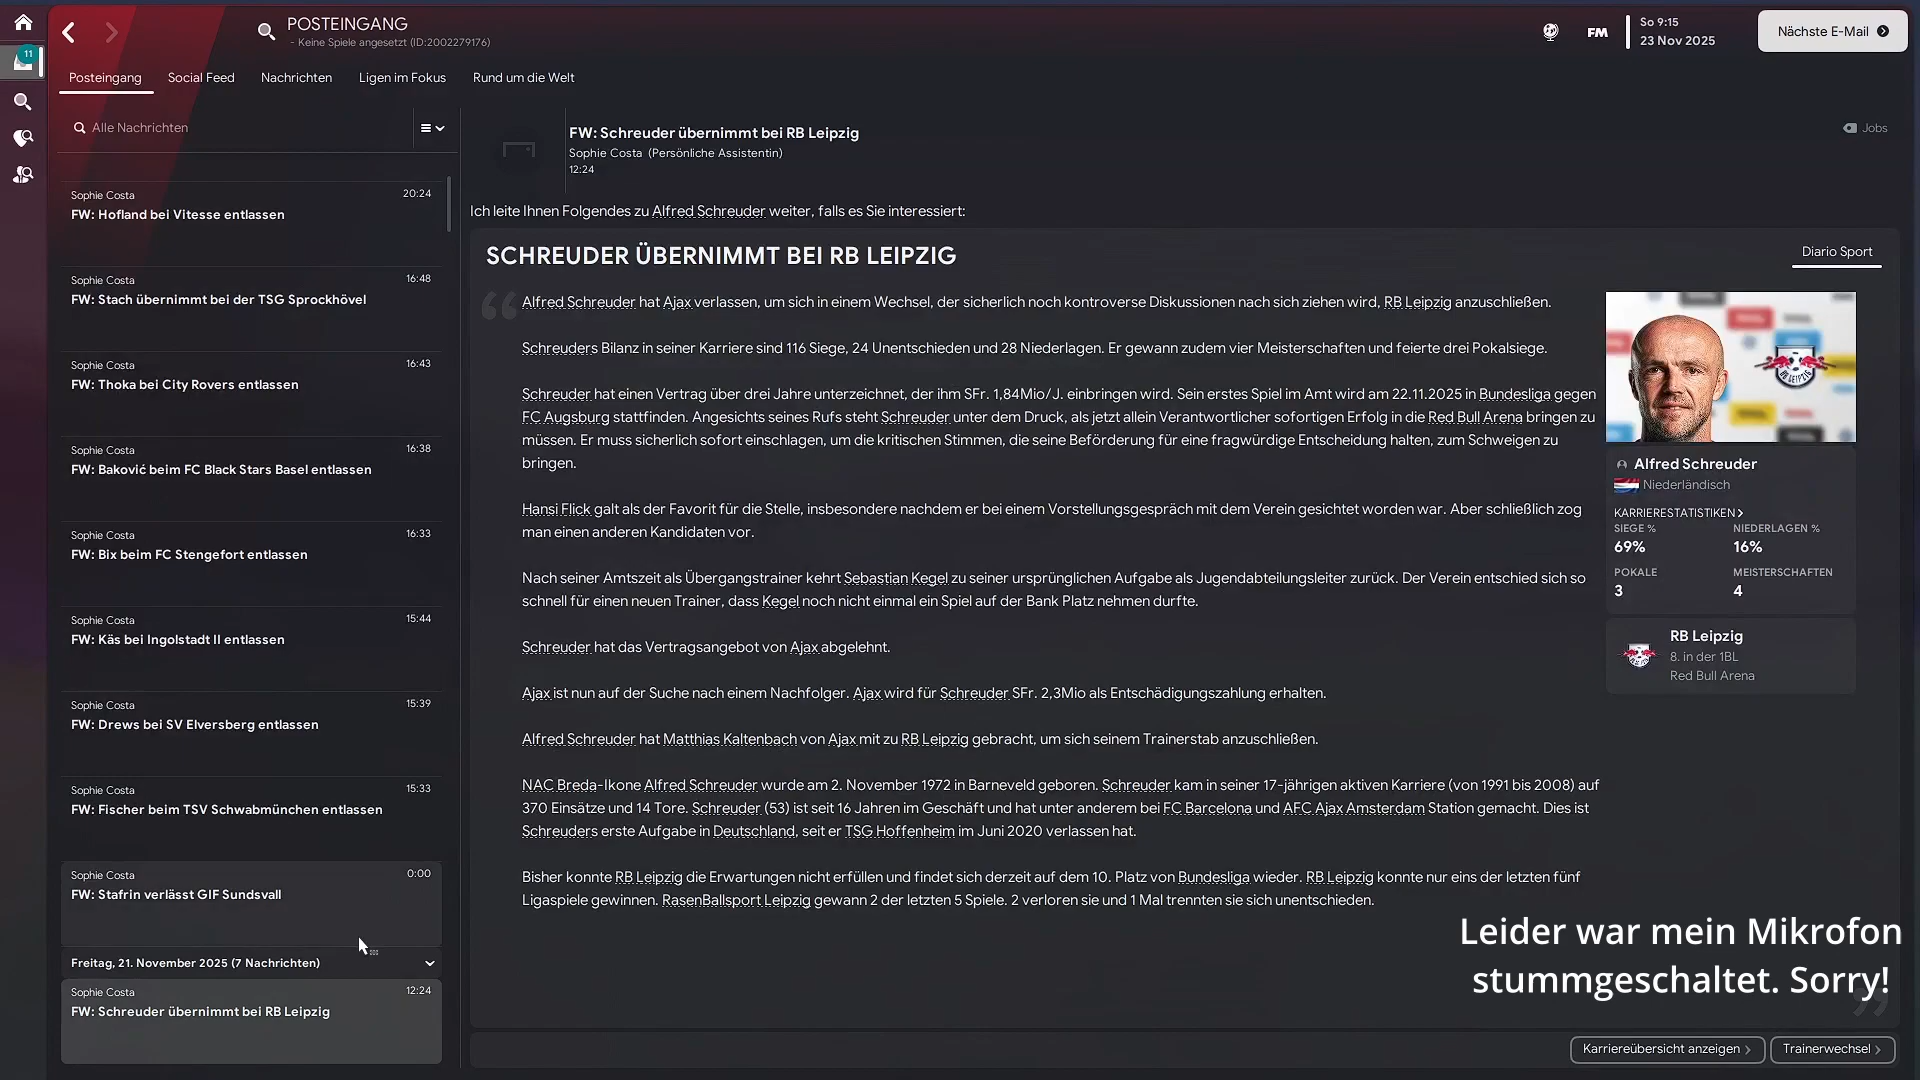 11
POSTEINGANG
- Keine Spiele angesetzt (ID:2002279176)
FM
So 9:15
23 Nov 2025
Nächste E-Mail
Posteingang
Social Feed
Nachrichten
Ligen im Fokus
Rund um die Welt
Alle Nachrichten
Sophie Costa 20:24
FW: Hofland bei Vitesse entlassen
Sophie Costa 16:48
FW: Stach übernimmt bei der TSG Sprockhövel
Sophie Costa 16:43
FW: Thoka bei City Rovers entlassen
Sophie Costa 16:38
FW: Baković beim FC Black Stars Basel entlassen
Sophie Costa 16:33
FW: Bix beim FC Stengefort entlassen
Sophie Costa 15:44
FW: Käs bei Ingolstadt II entlassen
Sophie Costa 15:39
FW: Drews bei SV Elversberg entlassen
Sophie Costa 15:33
FW: Fischer beim TSV Schwabmünchen entlassen
Sophie Costa 0:00
FW: Stafrin verlässt GIF Sundsvall
Freitag, 21. November 2025 (7 Nachrichten)
Sophie Costa 12:24
FW: Schreuder übernimmt bei RB Leipzig
FW: Schreuder übernimmt bei RB Leipzig
Sophie Costa (Persönliche Assistentin)
12:24
Jobs
Ich leite Ihnen Folgendes zu Alfred Schreuder weiter, falls es Sie interessiert:
SCHREUDER ÜBERNIMMT BEI RB LEIPZIG
Diario Sport
Alfred Schreuder hat Ajax verlassen, um sich in einem Wechsel, der sicherlich noch kontroverse Diskussionen nach sich ziehen wird, RB Leipzig anzuschließen.
Schreuders Bilanz in seiner Karriere sind 116 Siege, 24 Unentschieden und 28 Niederlagen. Er gewann zudem vier Meisterschaften und feierte drei Pokalsiege.
Schreuder hat einen Vertrag über drei Jahre unterzeichnet, der ihm SFr. 1,84Mio/J. einbringen wird. Sein erstes Spiel im Amt wird am 22.11.2025 in Bundesliga gegen
FC Augsburg stattfinden. Angesichts seines Rufs steht Schreuder unter dem Druck, als jetzt allein Verantwortlicher sofortigen Erfolg in die Red Bull Arena bringen zu
müssen. Er muss sicherlich sofort einschlagen, um die kritischen Stimmen, die seine Beförderung für eine fragwürdige Entscheidung halten, zum Schweigen zu
bringen.
Hansi Flick galt als der Favorit für die Stelle, insbesondere nachdem er bei einem Vorstellungsgespräch mit dem Verein gesichtet worden war. Aber schließlich zog
man einen anderen Kandidaten vor.
Nach seiner Amtszeit als Übergangstrainer kehrt Sebastian Kegel zu seiner ursprünglichen Aufgabe als Jugendabteilungsleiter zurück. Der Verein entschied sich so
schnell für einen neuen Trainer, dass Kegel noch nicht einmal ein Spiel auf der Bank Platz nehmen durfte.
Schreuder hat das Vertragsangebot von Ajax abgelehnt.
Ajax ist nun auf der Suche nach einem Nachfolger. Ajax wird für Schreuder SFr. 2,3Mio als Entschädigungszahlung erhalten.
Alfred Schreuder hat Matthias Kaltenbach von Ajax mit zu RB Leipzig gebracht, um sich seinem Trainerstab anzuschließen.
NAC Breda-Ikone Alfred Schreuder wurde am 2. November 1972 in Barneveld geboren. Schreuder kam in seiner 17-jährigen aktiven Karriere (von 1991 bis 2008) auf
370 Einsätze und 14 Tore. Schreuder (53) ist seit 16 Jahren im Geschäft und hat unter anderem bei FC Barcelona und AFC Ajax Amsterdam Station gemacht. Dies ist
Schreuders erste Aufgabe in Deutschland, seit er TSG Hoffenheim im Juni 2020 verlassen hat.
Bisher konnte RB Leipzig die Erwartungen nicht erfüllen und findet sich derzeit auf dem 10. Platz von Bundesliga wieder. RB Leipzig konnte nur eins der letzten fünf
Ligaspiele gewinnen. RasenBallsport Leipzig gewann 2 der letzten 5 Spiele. 2 verloren sie und 1 Mal trennten sie sich unentschieden.
Alfred Schreuder
Niederländisch
KARRIERESTATISTIKEN
SIEGE % NIEDERLAGEN %
69% 16%
POKALE MEISTERSCHAFTEN
3 4
RB Leipzig
8. in der 1BL
Red Bull Arena
Leider war mein Mikrofon
stummgeschaltet. Sorry!
Karriereübersicht anzeigen
Trainerwechsel